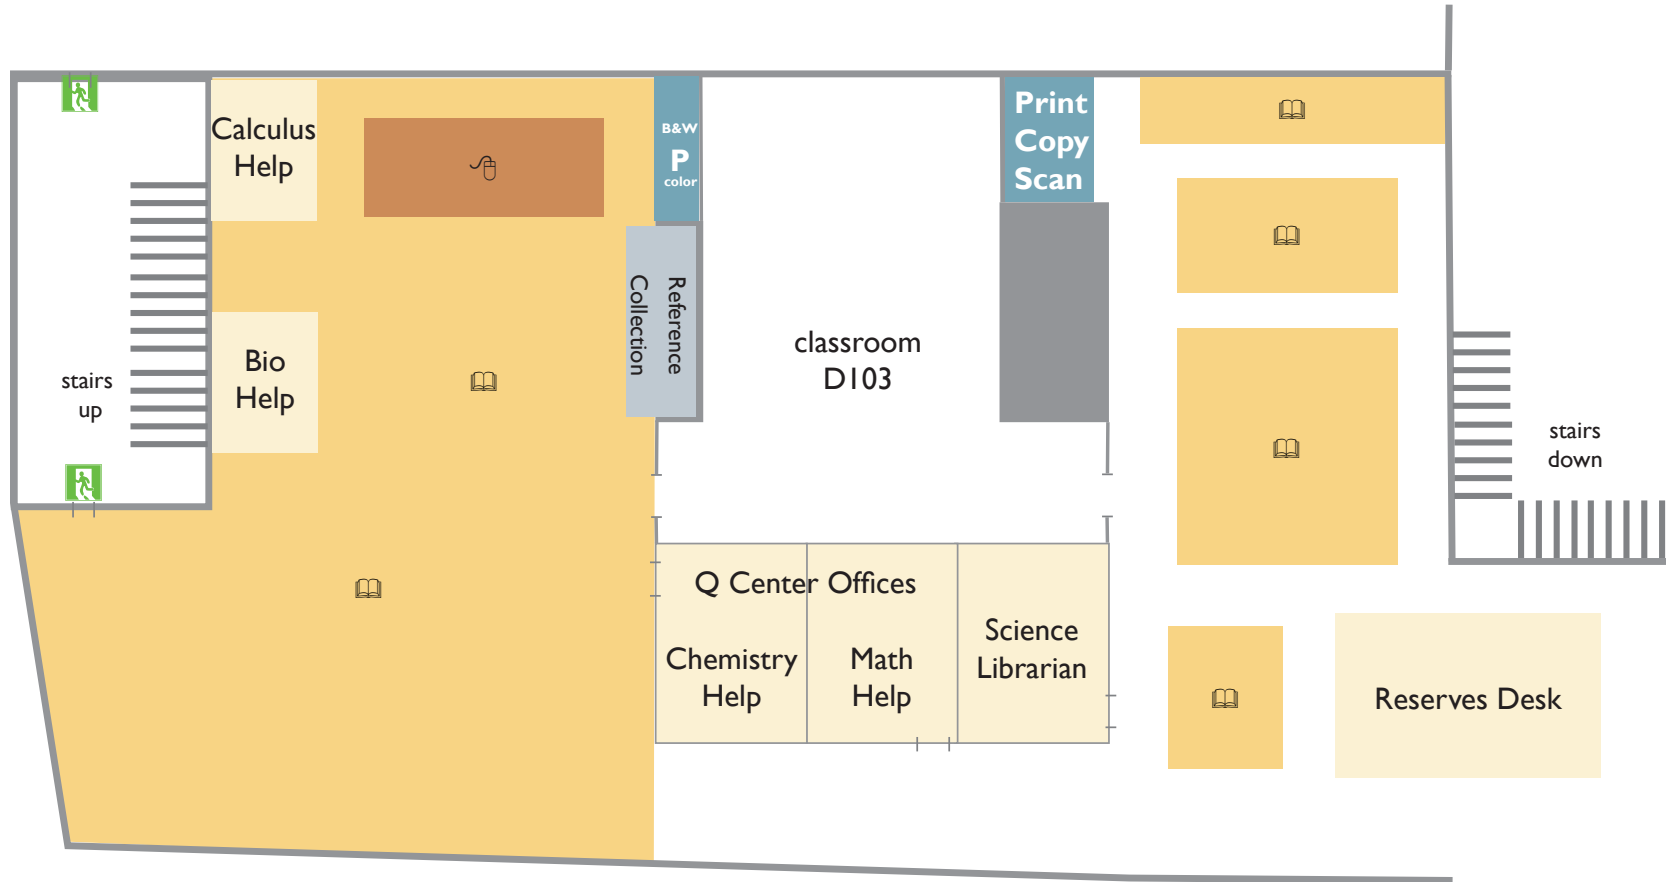 Calculus
Help
B&W
P
color
Print
Copy
Scan
Reference
Collection
classroom
D103
Bio
Help
stairs
up
stairs
down
Q Center Offices
Chemistry
Help
Math
Help
Science
Librarian
Reserves Desk